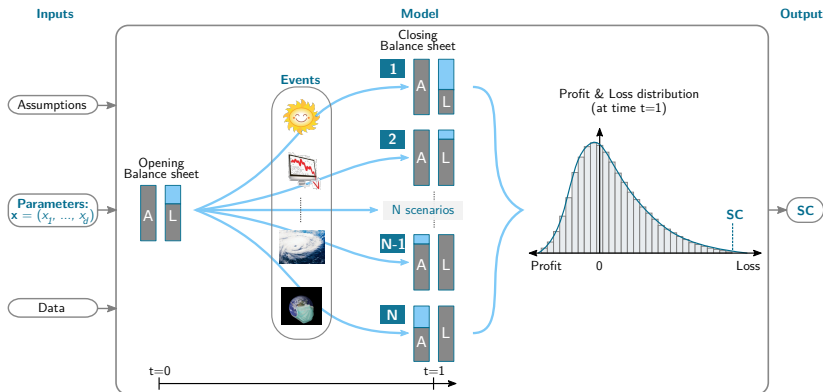 Inputs
Model
Output
Closing
Balance sheet
Events
1
A
L
Assumptions
Profit & Loss distribution
(at time t=1)
2
A
L
Opening
Balance sheet
Parameters:
x = (x1, ..., xd)
A
L
N scenarios
SC
SC
N-1
A
L
Profit
0
Loss
Data
N
A
L
t=0
t=1